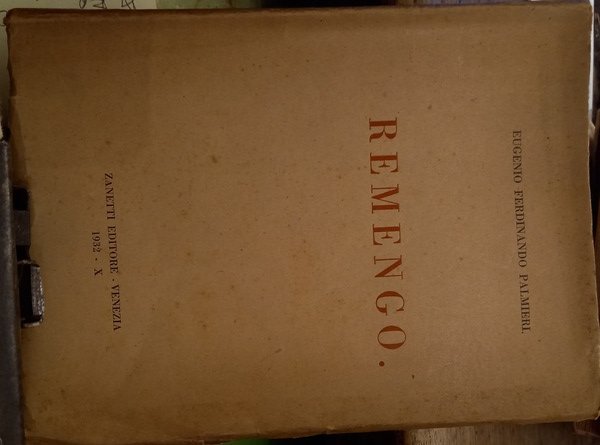 EUGENIO FERDINANDO PALMIERI
REMENGO.
ZANETTI EDITORE - VENEZIA
1932 - X